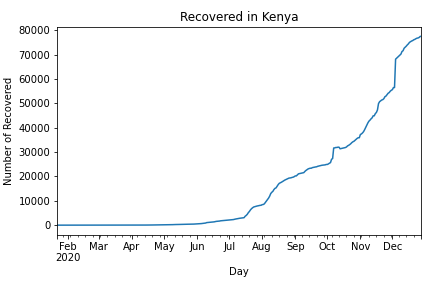 Recovered in Kenya
Number of Recovered
80000
70000
60000
50000
40000
30000
20000
10000
0
Feb Mar Apr May Jun Jul Aug Sep Oct Nov Dec
2020
Day